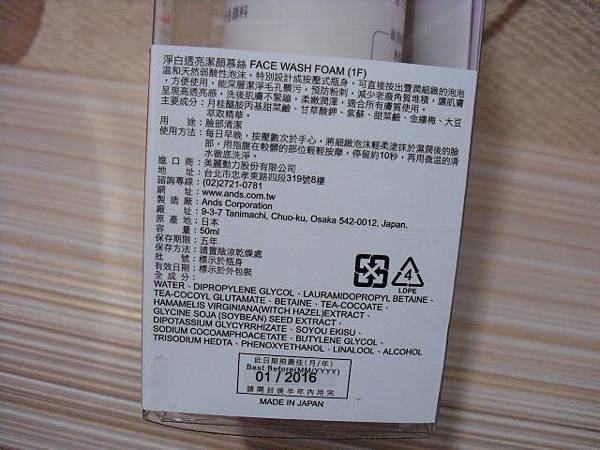 淨白透亮潔顏慕絲 FACE WASH FOAM (1F)
溫和天然弱酸性泡沫，特別設計成按壓式瓶身，可直接按出豐潤細緻的泡泡
，方便使用，能深層潔淨毛孔髒污，預防粉刺，減少老廢角質堆積，讓肌膚
呈現高透亮感，洗後肌膚不緊繃，柔嫩潤澤，適合所有膚質使用。
主要成分：月桂醯胺丙基甜菜鹼、甘草酸鉀、紫蘇、甜菜鹼、金縷梅、大豆
萃取精華。
用 途：臉部清潔
使用方法：每日早晚，按壓數次於手心，將細緻泡沫輕柔塗抹於濕潤後的臉
部，用指腹在較髒的部位輕輕按摩，停留約10秒，再用微溫的清
水徹底洗淨。
進 口 商：美麗動力股份有限公司
地 址：台北市忠孝東路四段319號8樓
諮詢專線：(02)2721-0781
網 址：www.ands.com.tw
製 造 廠：Ands Corporation
廠 址：9-3-7 Tanimachi, Chuo-ku, Osaka 542-0012, Japan.
原 產 地：日本
容 量：50ml
保存期限：五年
保存方法：請置陰涼乾燥處
批 號：標示於瓶身
有效日期：標示於外包裝
全 成 分：
WATER、DIPROPYLENE GLYCOL、LAURAMIDOPROPYL BETAINE、
TEA-COCOYL GLUTAMATE、BETAINE、TEA-COCOATE、
HAMAMELIS VIRGINIANA(WITCH HAZEL)EXTRACT、
GLYCINE SOJA (SOYBEAN) SEED EXTRACT、
DIPOTASSIUM GLYCYRRHIZATE、SOYOU EKISU、
SODIUM COCOAMPHOACETATE、BUTYLENE GLYCOL、
TRISODIUM HEDTA、PHENOXYETHANOL、LINALOOL、ALCOHOL
4
LDPE
此日期前最佳(月/年)
Best Before(MM/YYYY)
01 / 2016
請開封後半年內用完
MADE IN JAPAN